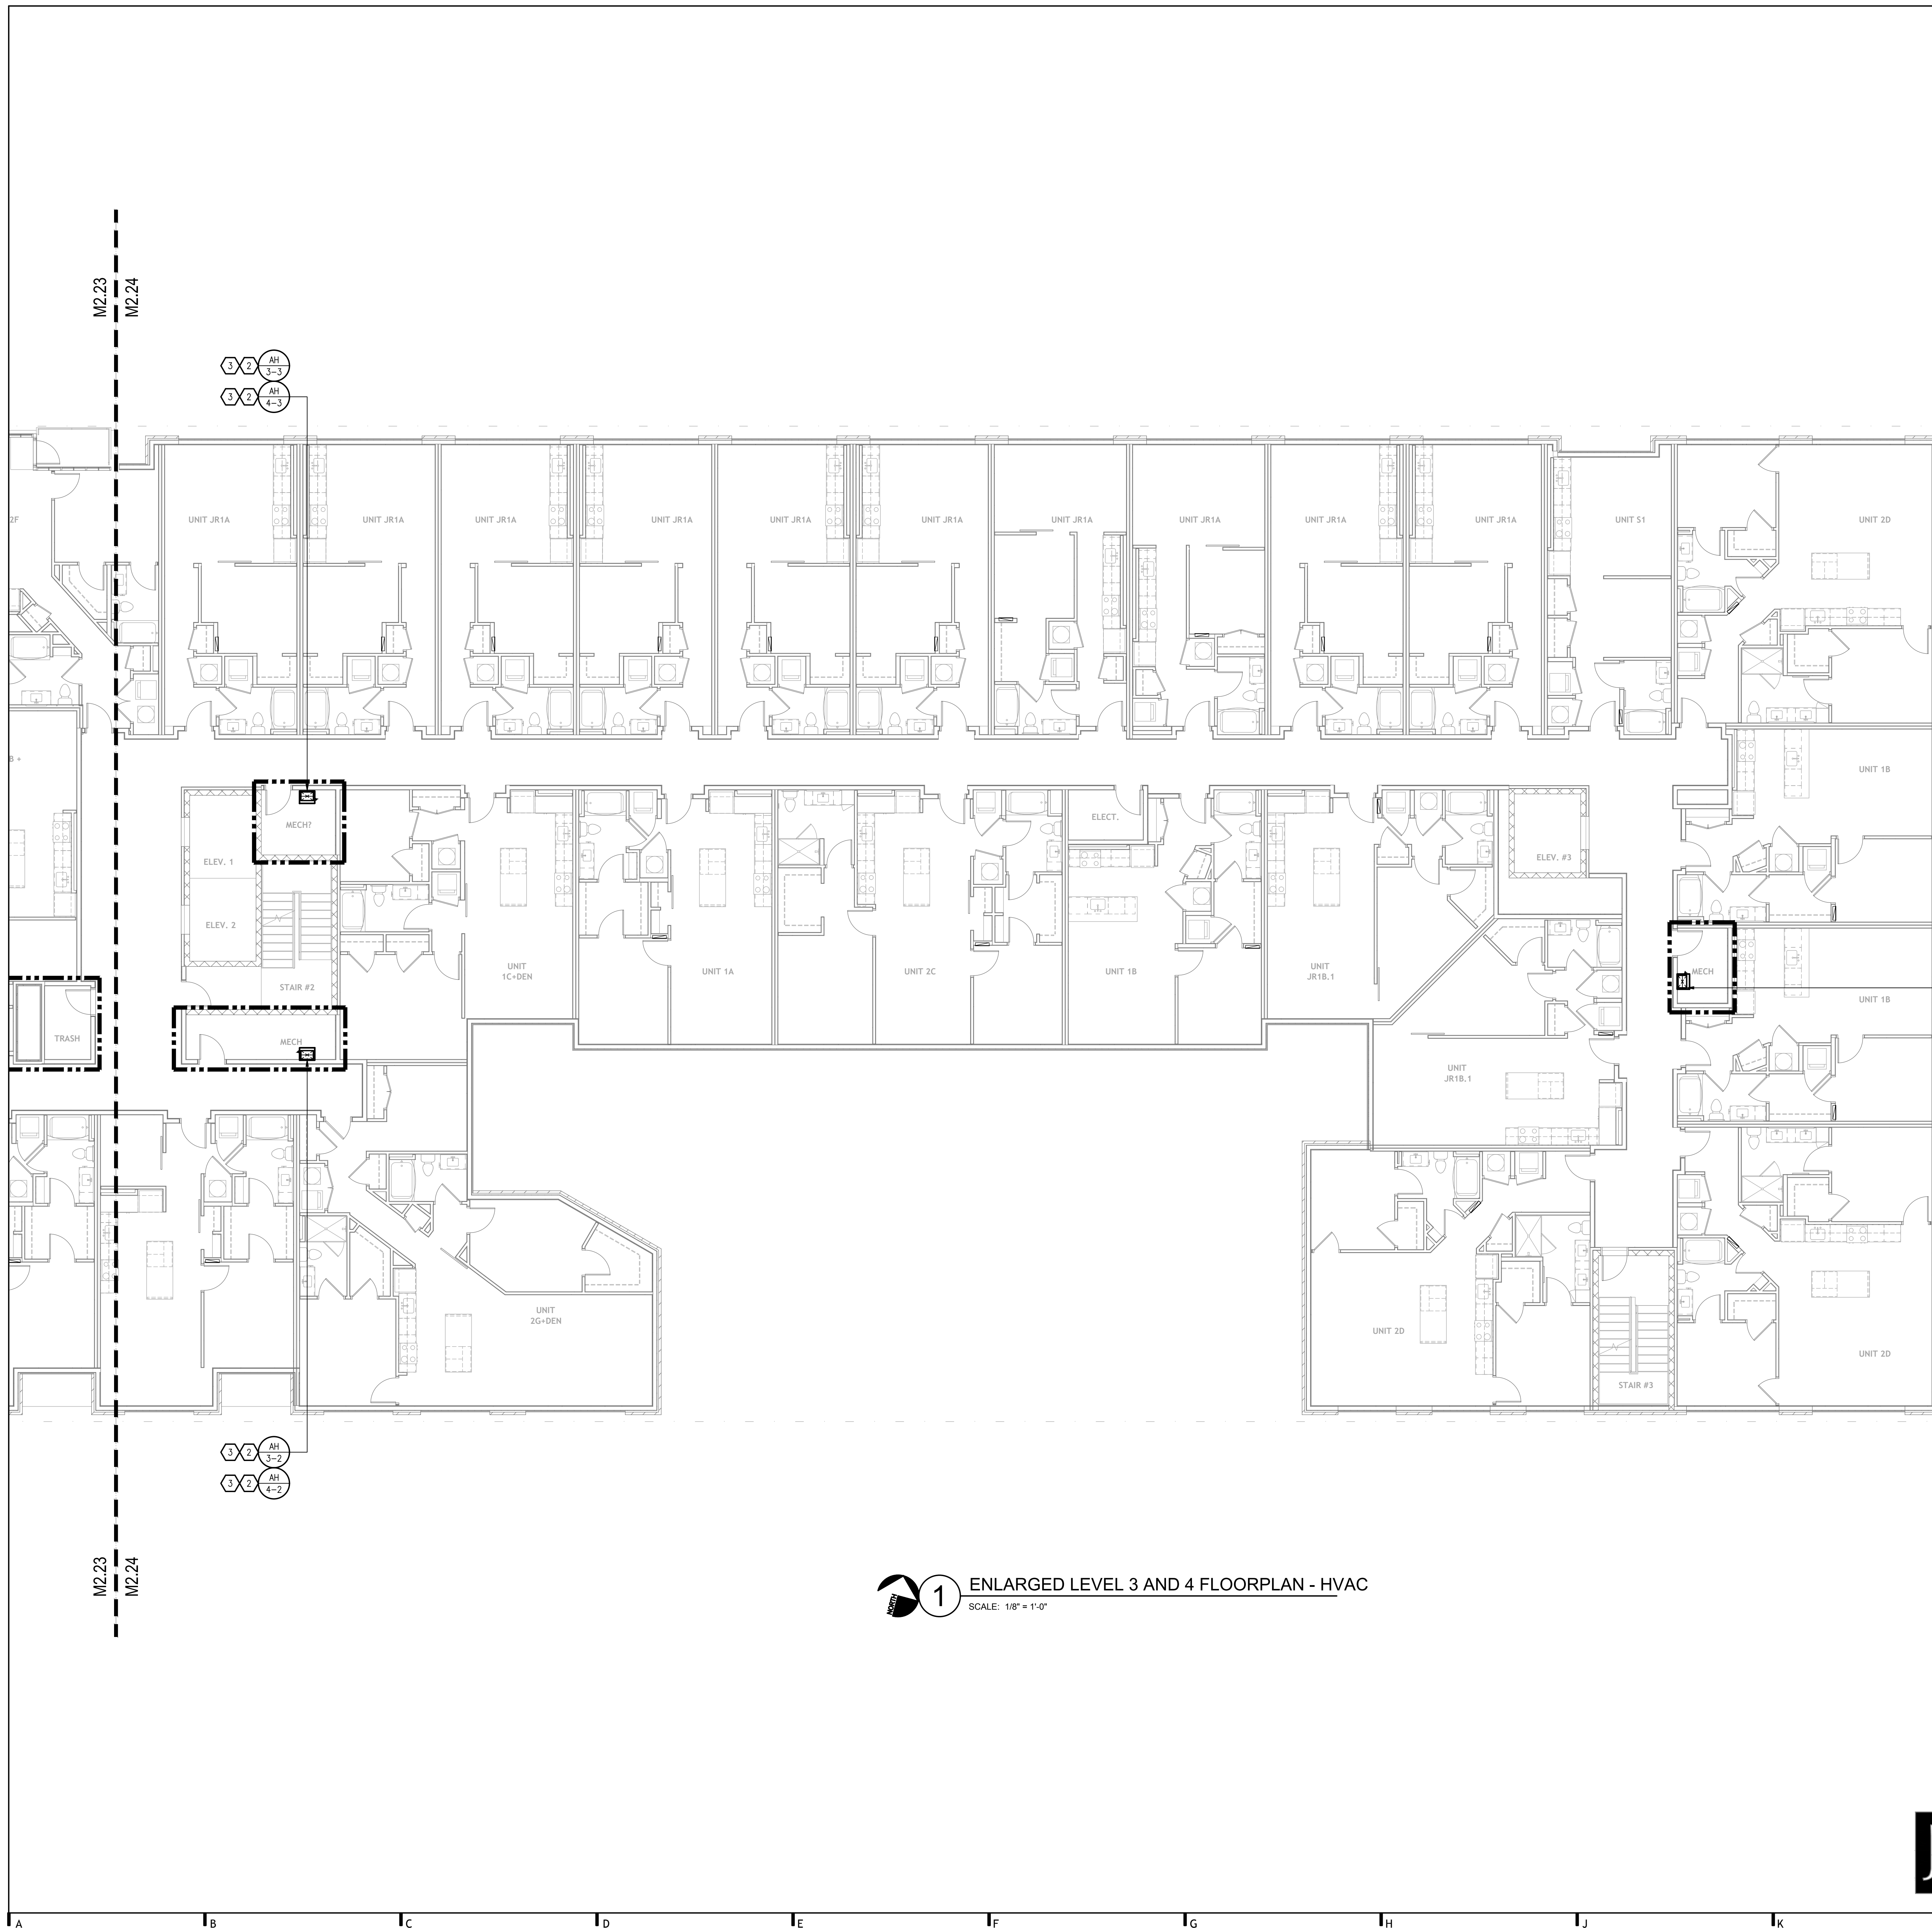 M2.23
M2.24
3 2 AH 3-3
3 2 AH 4-3
2F
UNIT JR1A
UNIT JR1A
UNIT JR1A
UNIT JR1A
UNIT JR1A
UNIT JR1A
UNIT JR1A
UNIT JR1A
UNIT JR1A
UNIT JR1A
UNIT S1
UNIT 2D
B +
UNIT 1B
MECH?
ELECT.
ELEV. 1
ELEV. #3
ELEV. 2
UNIT
1C+DEN
UNIT 1A
UNIT 2C
UNIT 1B
UNIT
JR1B.1
MECH
STAIR #2
UNIT 1B
TRASH
MECH
UNIT
JR1B.1
UNIT
2G+DEN
UNIT 2D
UNIT 2D
STAIR #3
3 2 AH 3-2
3 2 AH 4-2
M2.23
M2.24
NORTH
1
ENLARGED LEVEL 3 AND 4 FLOORPLAN - HVAC
SCALE: 1/8" = 1'-0"
J
A B C D E F G H J K